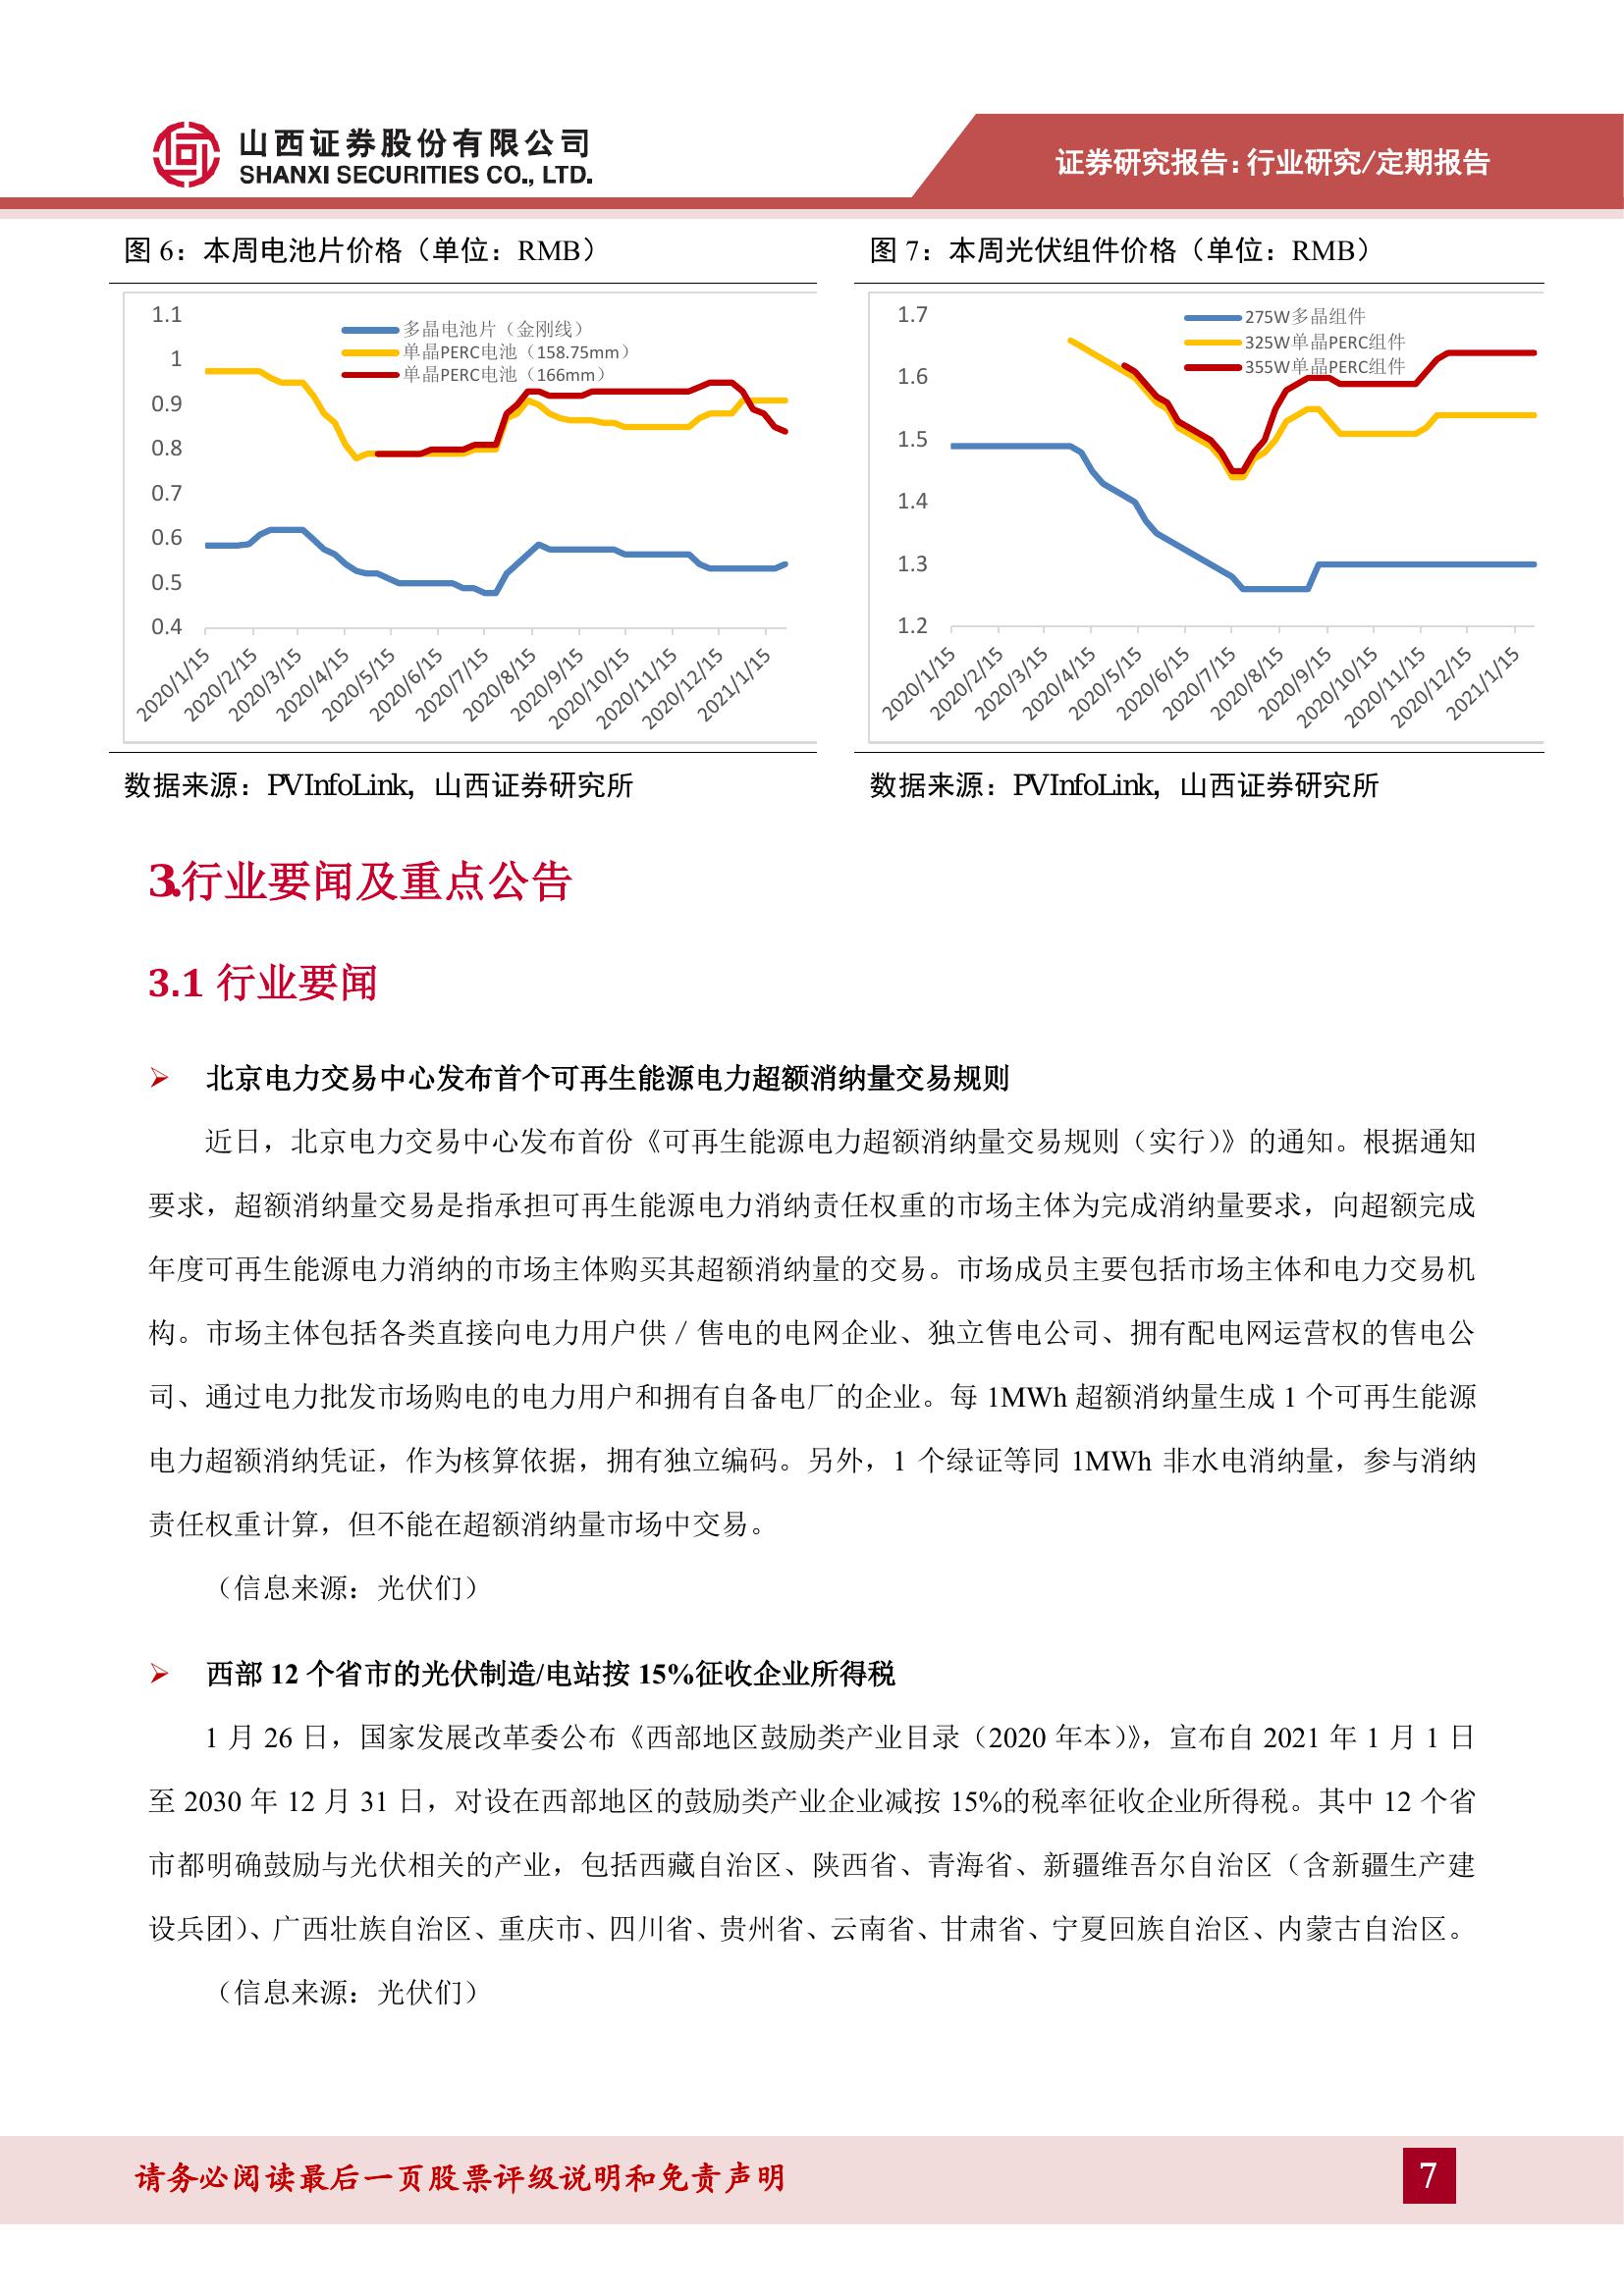 山西证券股份有限公司
SHANXI SECURITIES CO., LTD.
证券研究报告:行业研究/定期报告
图 6：本周电池片价格（单位：RMB）
1.1
1
0.9
0.8
0.7
0.6
0.5
0.4
多晶电池片（金刚线）
单晶PERC电池（158.75mm）
单晶PERC电池（166mm）
2020/1/15
2020/2/15
2020/3/15
2020/4/15
2020/5/15
2020/6/15
2020/7/15
2020/8/15
2020/9/15
2020/10/15
2020/11/15
2020/12/15
2021/1/15
数据来源：PVInfoLink，山西证券研究所
图 7：本周光伏组件价格（单位：RMB）
1.7
1.6
1.5
1.4
1.3
1.2
275W多晶组件
325W单晶PERC组件
355W单晶PERC组件
2020/1/15
2020/2/15
2020/3/15
2020/4/15
2020/5/15
2020/6/15
2020/7/15
2020/8/15
2020/9/15
2020/10/15
2020/11/15
2020/12/15
2021/1/15
数据来源：PVInfoLink，山西证券研究所
3.行业要闻及重点公告
3.1 行业要闻
➢ 北京电力交易中心发布首个可再生能源电力超额消纳量交易规则
近日，北京电力交易中心发布首份《可再生能源电力超额消纳量交易规则（实行）》的通知。根据通知
要求，超额消纳量交易是指承担可再生能源电力消纳责任权重的市场主体为完成消纳量要求，向超额完成
年度可再生能源电力消纳的市场主体购买其超额消纳量的交易。市场成员主要包括市场主体和电力交易机
构。市场主体包括各类直接向电力用户供／售电的电网企业、独立售电公司、拥有配电网运营权的售电公
司、通过电力批发市场购电的电力用户和拥有自备电厂的企业。每 1MWh 超额消纳量生成 1 个可再生能源
电力超额消纳凭证，作为核算依据，拥有独立编码。另外，1 个绿证等同 1MWh 非水电消纳量，参与消纳
责任权重计算，但不能在超额消纳量市场中交易。
（信息来源：光伏们）
➢ 西部 12 个省市的光伏制造/电站按 15%征收企业所得税
1 月 26 日，国家发展改革委公布《西部地区鼓励类产业目录（2020 年本）》，宣布自 2021 年 1 月 1 日
至 2030 年 12 月 31 日，对设在西部地区的鼓励类产业企业减按 15%的税率征收企业所得税。其中 12 个省
市都明确鼓励与光伏相关的产业，包括西藏自治区、陕西省、青海省、新疆维吾尔自治区（含新疆生产建
设兵团）、广西壮族自治区、重庆市、四川省、贵州省、云南省、甘肃省、宁夏回族自治区、内蒙古自治区。
（信息来源：光伏们）
请务必阅读最后一页股票评级说明和免责声明
7